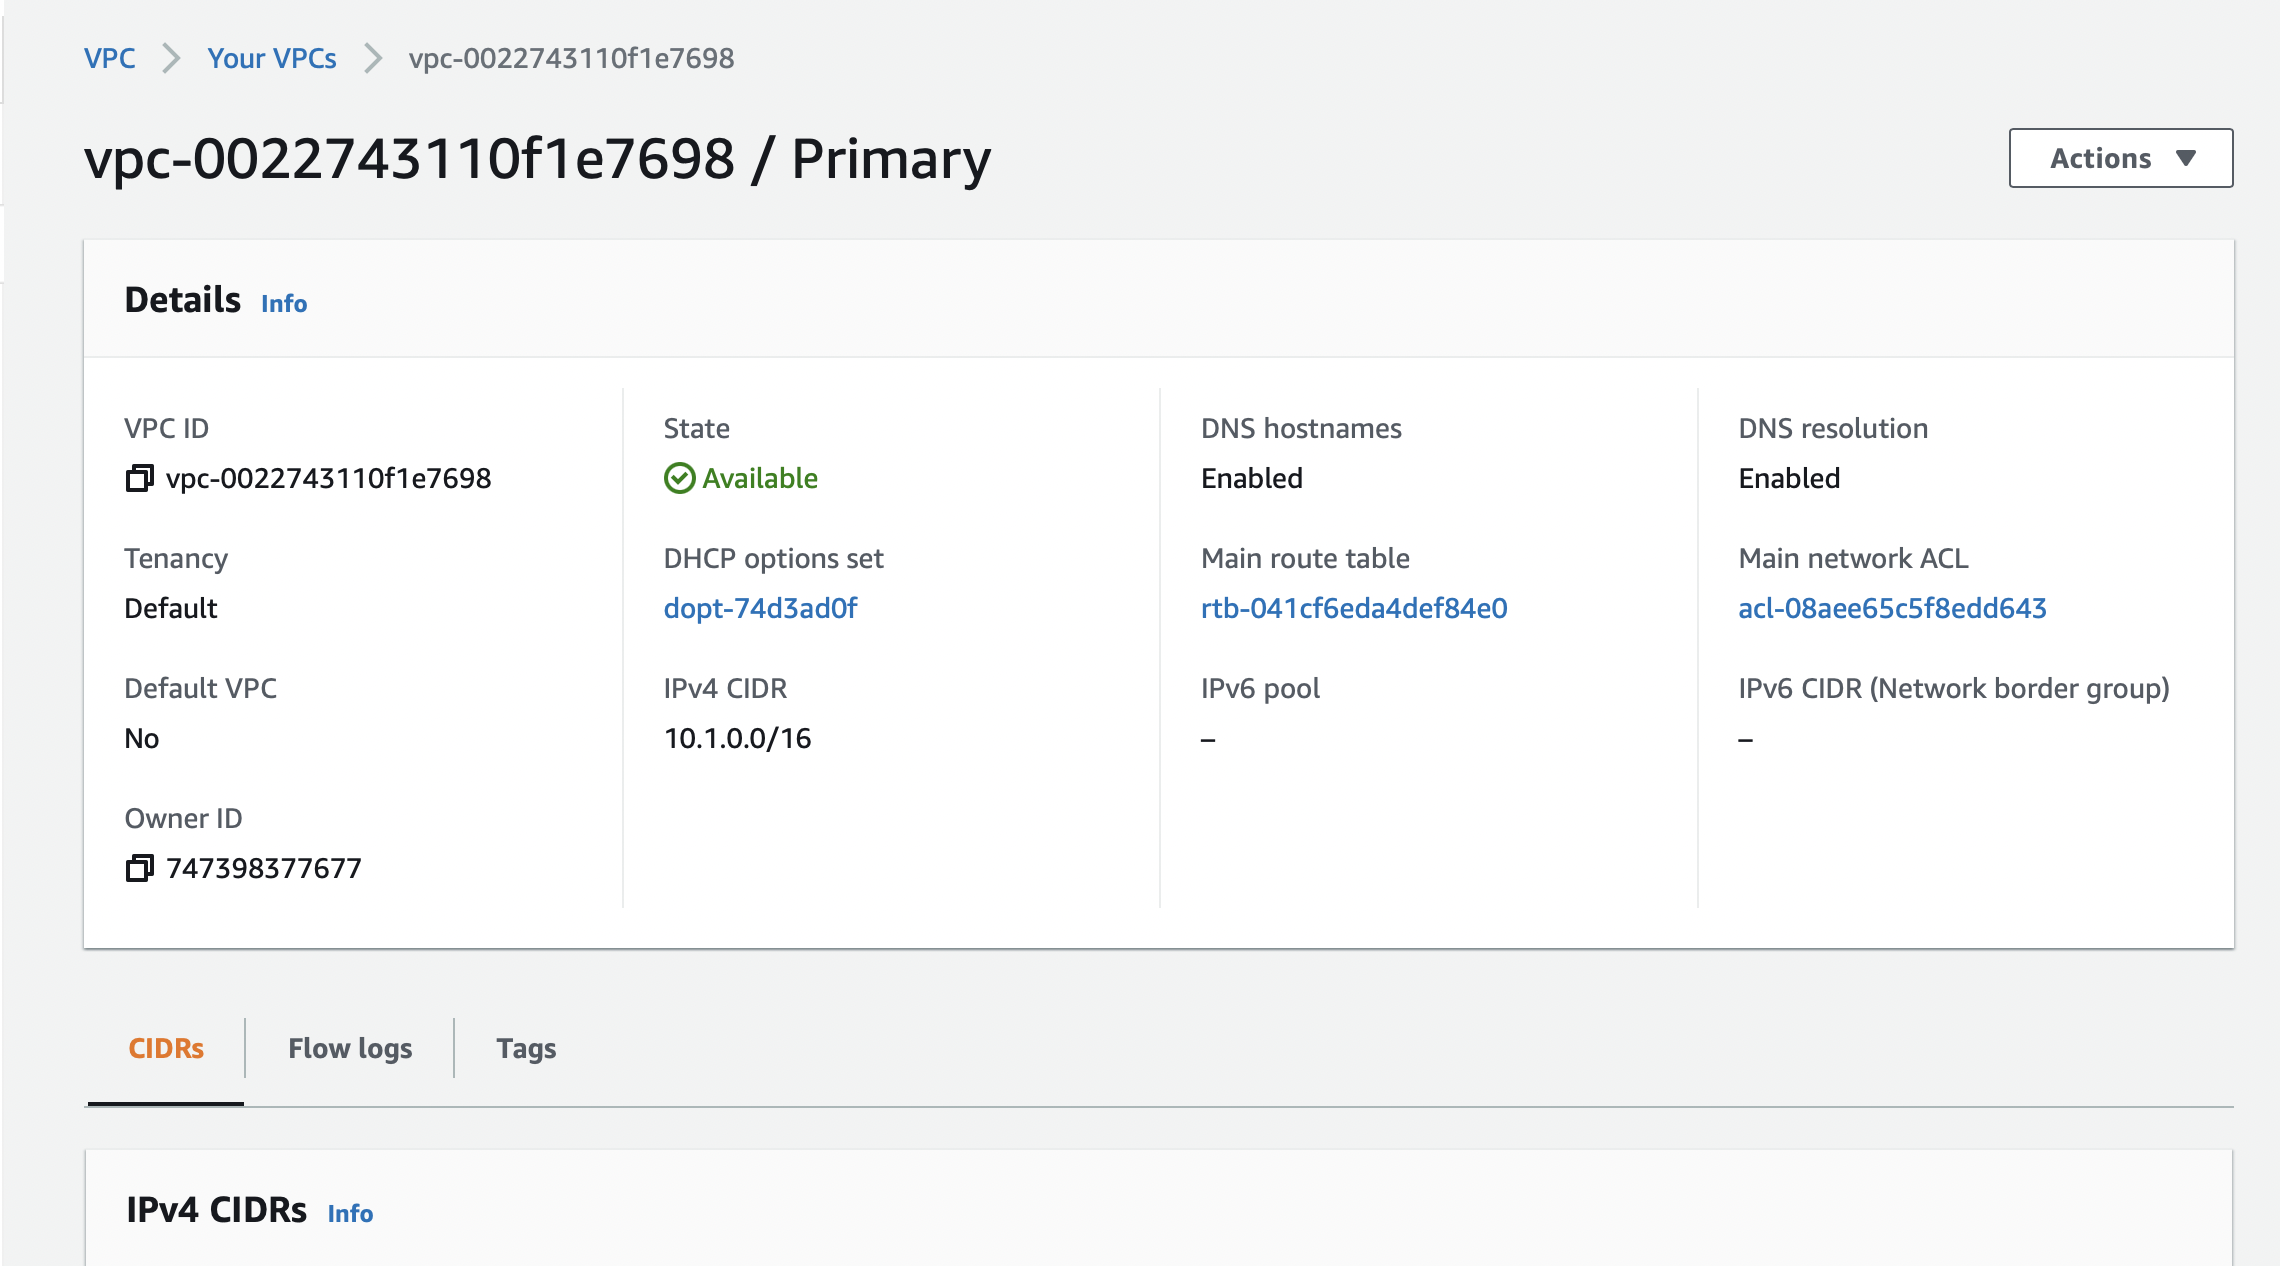 VPC > Your VPCs > vpc-0022743110f1e7698
vpc-0022743110f1e7698 / Primary
Actions ▼
Details Info
VPC ID
vpc-0022743110f1e7698
State
Available
DNS hostnames
Enabled
DNS resolution
Enabled
Tenancy
Default
DHCP options set
dopt-74d3ad0f
Main route table
rtb-041cf6eda4def84e0
Main network ACL
acl-08aee65c5f8edd643
Default VPC
No
IPv4 CIDR
10.1.0.0/16
IPv6 pool
–
IPv6 CIDR (Network border group)
–
Owner ID
747398377677
CIDRs Flow logs Tags
IPv4 CIDRs Info